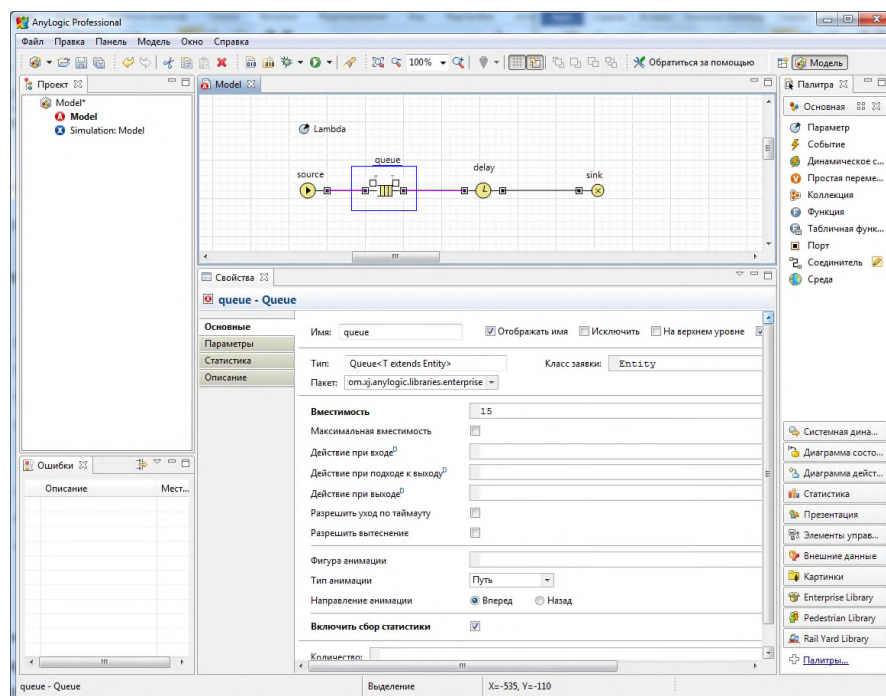 AnyLogic Professional
Файл Правка Панель Модель Окно Справка
100% Обратиться за помощью Модель
Проект
Model*
Model
Simulation: Model
Model
Lambda
source
queue
delay
sink
Палитра
Основная
Параметр
Событие
Динамическое с...
Простая переме...
Коллекция
Функция
Табличная функ...
Порт
Соединитель
Среда
Свойства
queue - Queue
Основные
Параметры
Статистика
Описание
Имя: queue Отображать имя Исключить На верхнем уровне
Тип: Queue<T extends Entity> Класс заявки: Entity
Пакет: om.xj.anylogic.libraries.enterprise
Вместимость 15
Максимальная вместимость
Действие при входе D
Действие при подходе к выходу D
Действие при выходе D
Разрешить уход по таймауту
Разрешить вытеснение
Фигура анимации
Тип анимации Путь
Направление анимации Вперед Назад
Включить сбор статистики
Количество:
Ошибки
Описание Мест...
Системная дина...
Диаграмма состо...
Диаграмма дейст...
Статистика
Презентация
Элементы управ...
Внешние данные
Картинки
Enterprise Library
Pedestrian Library
Rail Yard Library
Палитры...
queue - Queue Выделение X=-535, Y=-110